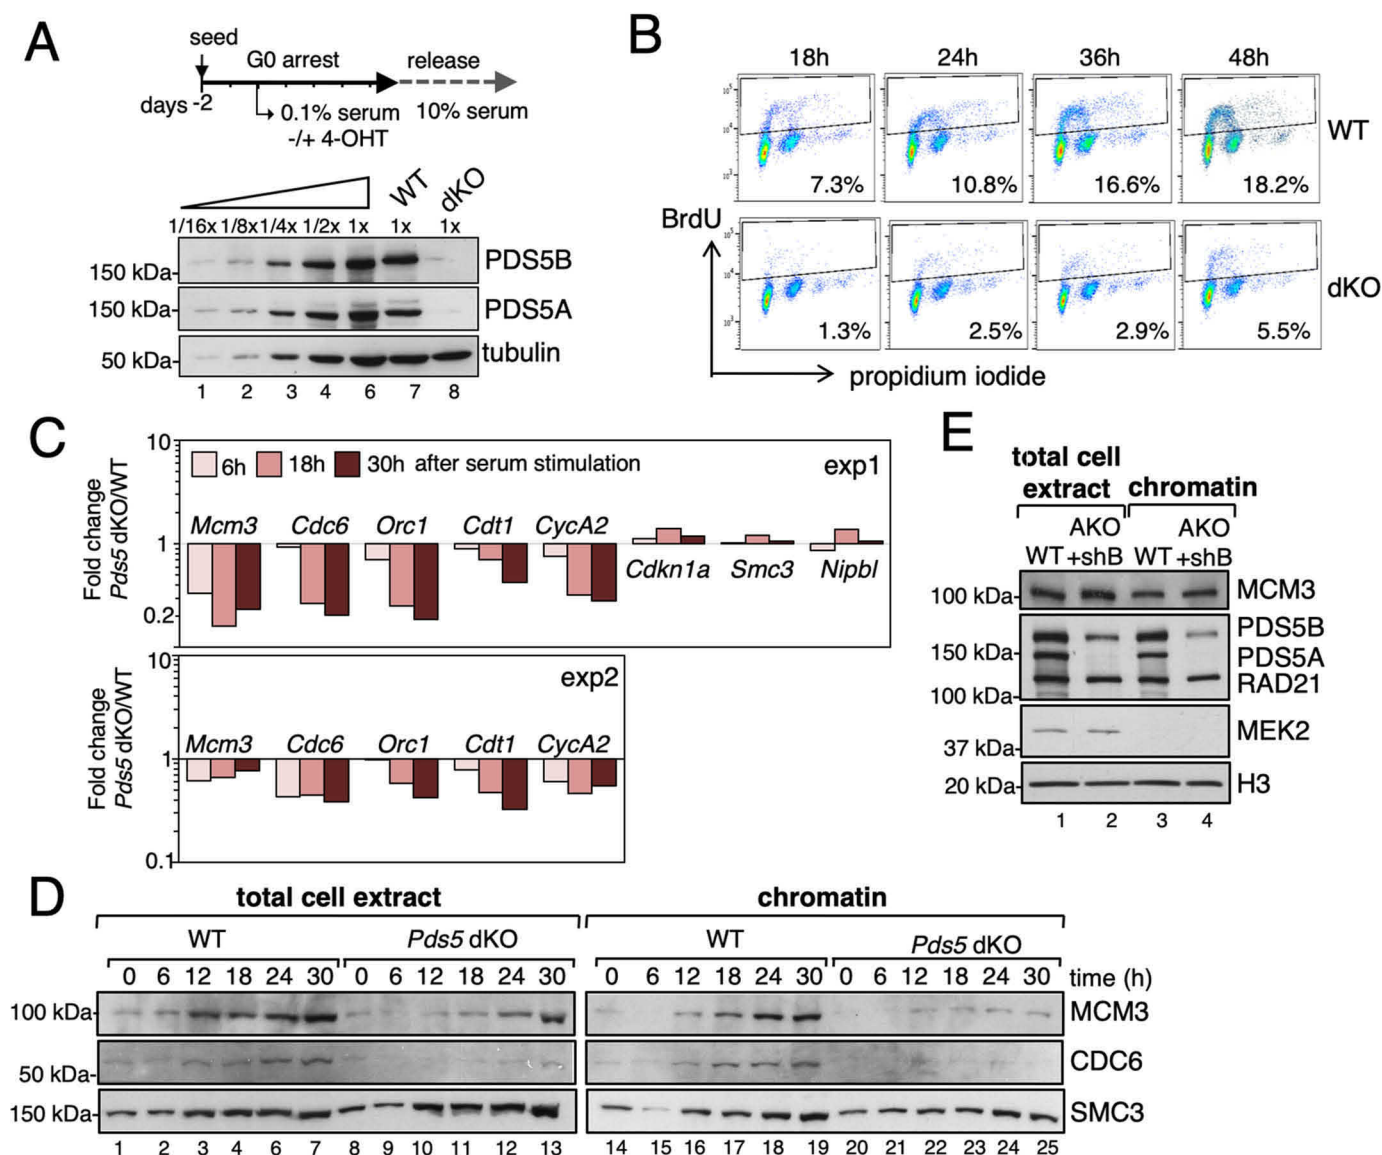 A
seed
G0 arrest
release
days -2
0.1% serum
10% serum
-/+ 4-OHT
WT
dKO
1/16x 1/8x 1/4x 1/2x 1x 1x 1x
PDS5B
150 kDa
150 kDa
PDS5A
50 kDa
tubulin
1 2 3 4 6 7 8
B
18h 24h 36h 48h
10⁵
10⁴
10³
WT
7.3% 10.8% 16.6% 18.2%
BrdU
10⁵
10⁴
10³
dKO
1.3% 2.5% 2.9% 5.5%
propidium iodide
C
10
6h 18h 30h after serum stimulation
exp1
Fold change
Pds5 dKO/WT
Mcm3 Cdc6 Orc1 Cdt1 CycA2
1
Cdkn1a Smc3 Nipbl
0.2
10
exp2
Fold change
Pds5 dKO/WT
Mcm3 Cdc6 Orc1 Cdt1 CycA2
1
0.1
E
total cell
extract chromatin
AKO AKO
WT +shB WT +shB
100 kDa MCM3
PDS5B
150 kDa
PDS5A
RAD21
100 kDa
MEK2
37 kDa
20 kDa H3
1 2 3 4
D
total cell extract chromatin
WT Pds5 dKO WT Pds5 dKO
0 6 12 18 24 30 0 6 12 18 24 30 0 6 12 18 24 30 0 6 12 18 24 30 time (h)
100 kDa MCM3
CDC6
50 kDa
150 kDa SMC3
1 2 3 4 6 7 8 9 10 11 12 13 14 15 16 17 18 19 20 21 22 23 24 25